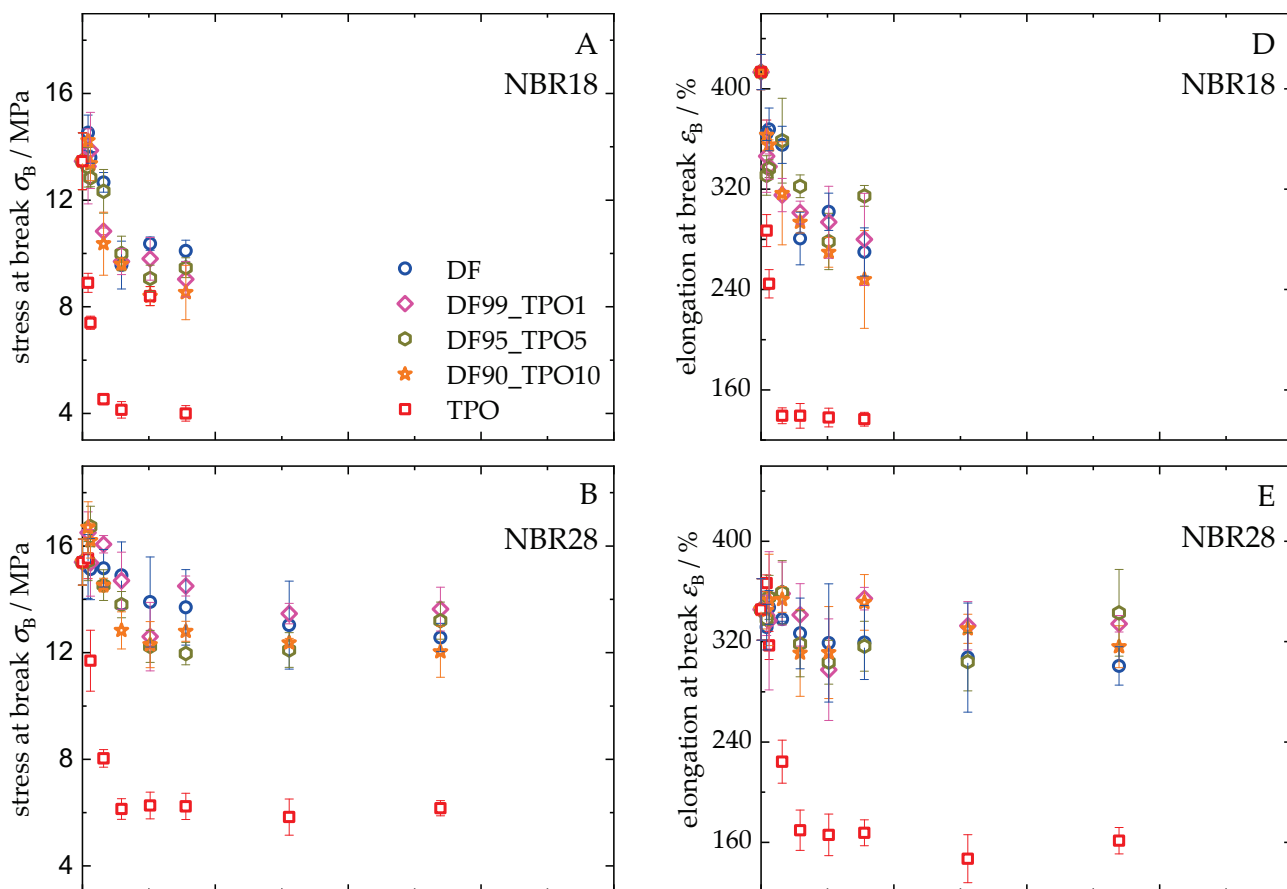 A
NBR18
stress at break σB / MPa
16
12
8
4
DF
DF99_TPO1
DF95_TPO5
DF90_TPO10
TPO
D
NBR18
elongation at break εB / %
400
320
240
160
B
NBR28
stress at break σB / MPa
16
12
8
4
E
NBR28
elongation at break εB / %
400
320
240
160